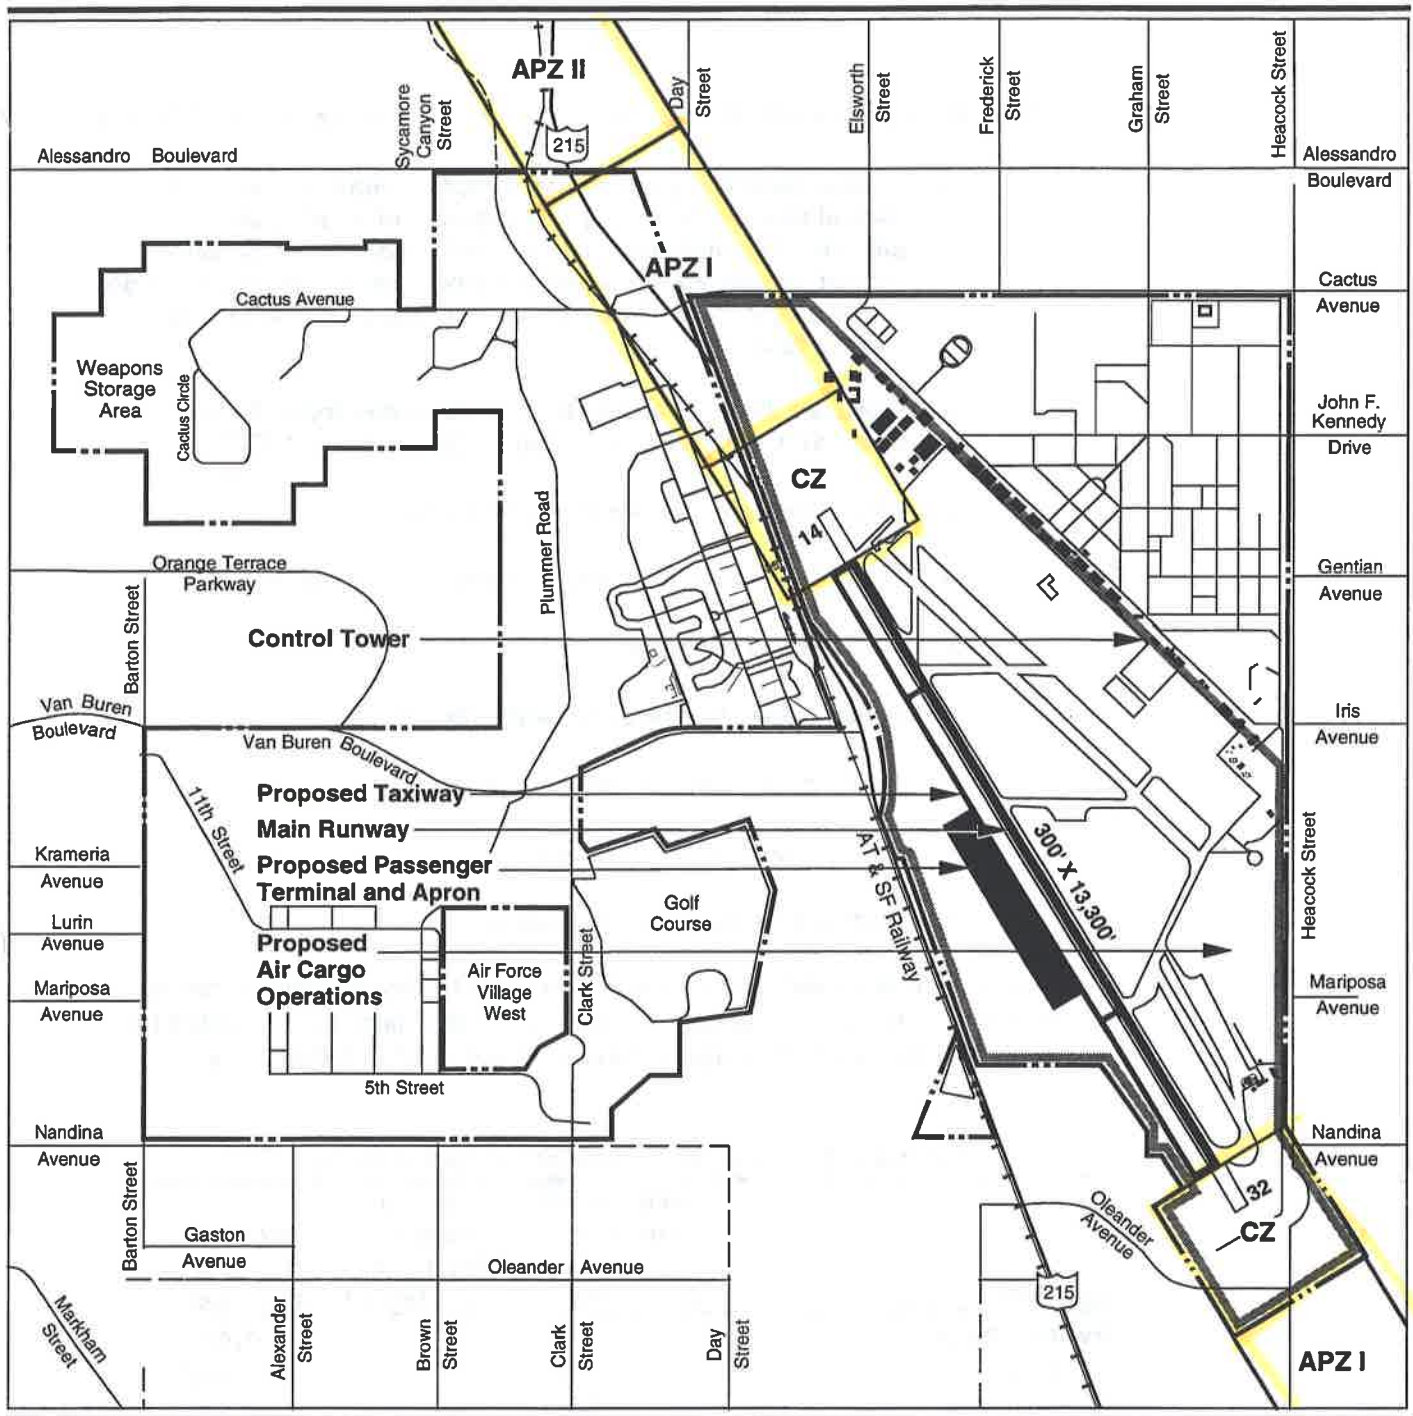 APZ II
Day
Street
Elsworth
Street
Frederick
Street
Graham
Street
Heacock Street
Sycamore
Canyon
Street
215
Alessandro Boulevard
Alessandro
Boulevard
APZ I
Cactus
Avenue
Cactus Avenue
Weapons
Storage
Area
Cactus Circle
John F.
Kennedy
Drive
CZ
14
Plummer Road
Orange Terrace
Parkway
Gentian
Avenue
Barton Street
Control Tower
Van Buren
Boulevard
Iris
Avenue
Van Buren Boulevard
11th Street
Proposed Taxiway
Main Runway
Proposed Passenger
Terminal and Apron
300' X 13,300'
AT & SF Railway
Krameria
Avenue
Lurin
Avenue
Mariposa
Avenue
Golf
Course
Heacock Street
Proposed
Air Cargo
Operations
Air Force
Village
West
Clark Street
Mariposa
Avenue
5th Street
Nandina
Avenue
Nandina
Avenue
Barton Street
32
CZ
Oleander
Avenue
Gaston
Avenue
Oleander Avenue
215
Markham
Street
Alexander
Street
Brown
Street
Clark
Street
Day
Street
APZ I